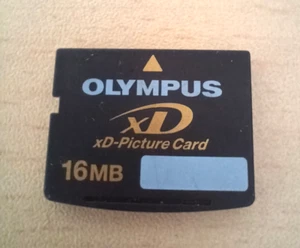 OLYMPUS
xD
xD-Picture Card
16MB